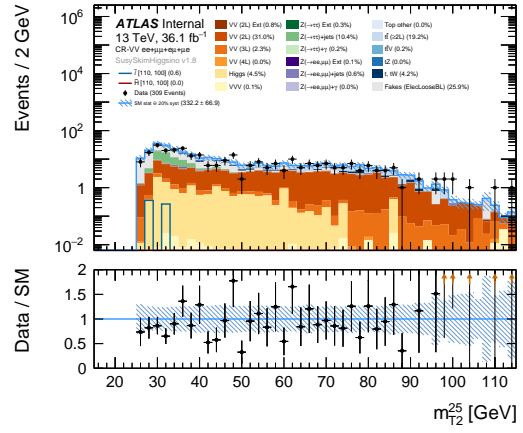 Events / 2 GeV
10⁶
10⁴
10²
1
10⁻²
ATLAS Internal
13 TeV, 36.1 fb⁻¹
CR-VV ee+μμ+eμ+μe
SusySkimHiggsino v1.8
l̃ [110, 100] (0.6)
H̃ [110, 100] (0.0)
Data (309 Events)
SM stat ⊕ 20% syst (332.2 ± 66.9)
VV (2L) Ext (0.8%)
VV (2L) (31.0%)
VV (3L) (2.3%)
VV (4L) (0.0%)
Higgs (4.5%)
VVV (0.1%)
Z(→ττ) Ext (0.3%)
Z(→ττ)+jets (10.4%)
Z(→ττ)+γ (0.2%)
Z(→ee,μμ) Ext (0.1%)
Z(→ee,μμ)+jets (0.6%)
Z(→ee,μμ)+γ (0.0%)
Top other (0.0%)
tt̄ (≥2L) (19.2%)
tt̄V (0.2%)
tZ (0.0%)
t, tW (4.2%)
Fakes (ElecLooseBL) (25.9%)
Data / SM
2
1.5
1
0.5
0
20 30 40 50 60 70 80 90 100 110
m_T2^25 [GeV]